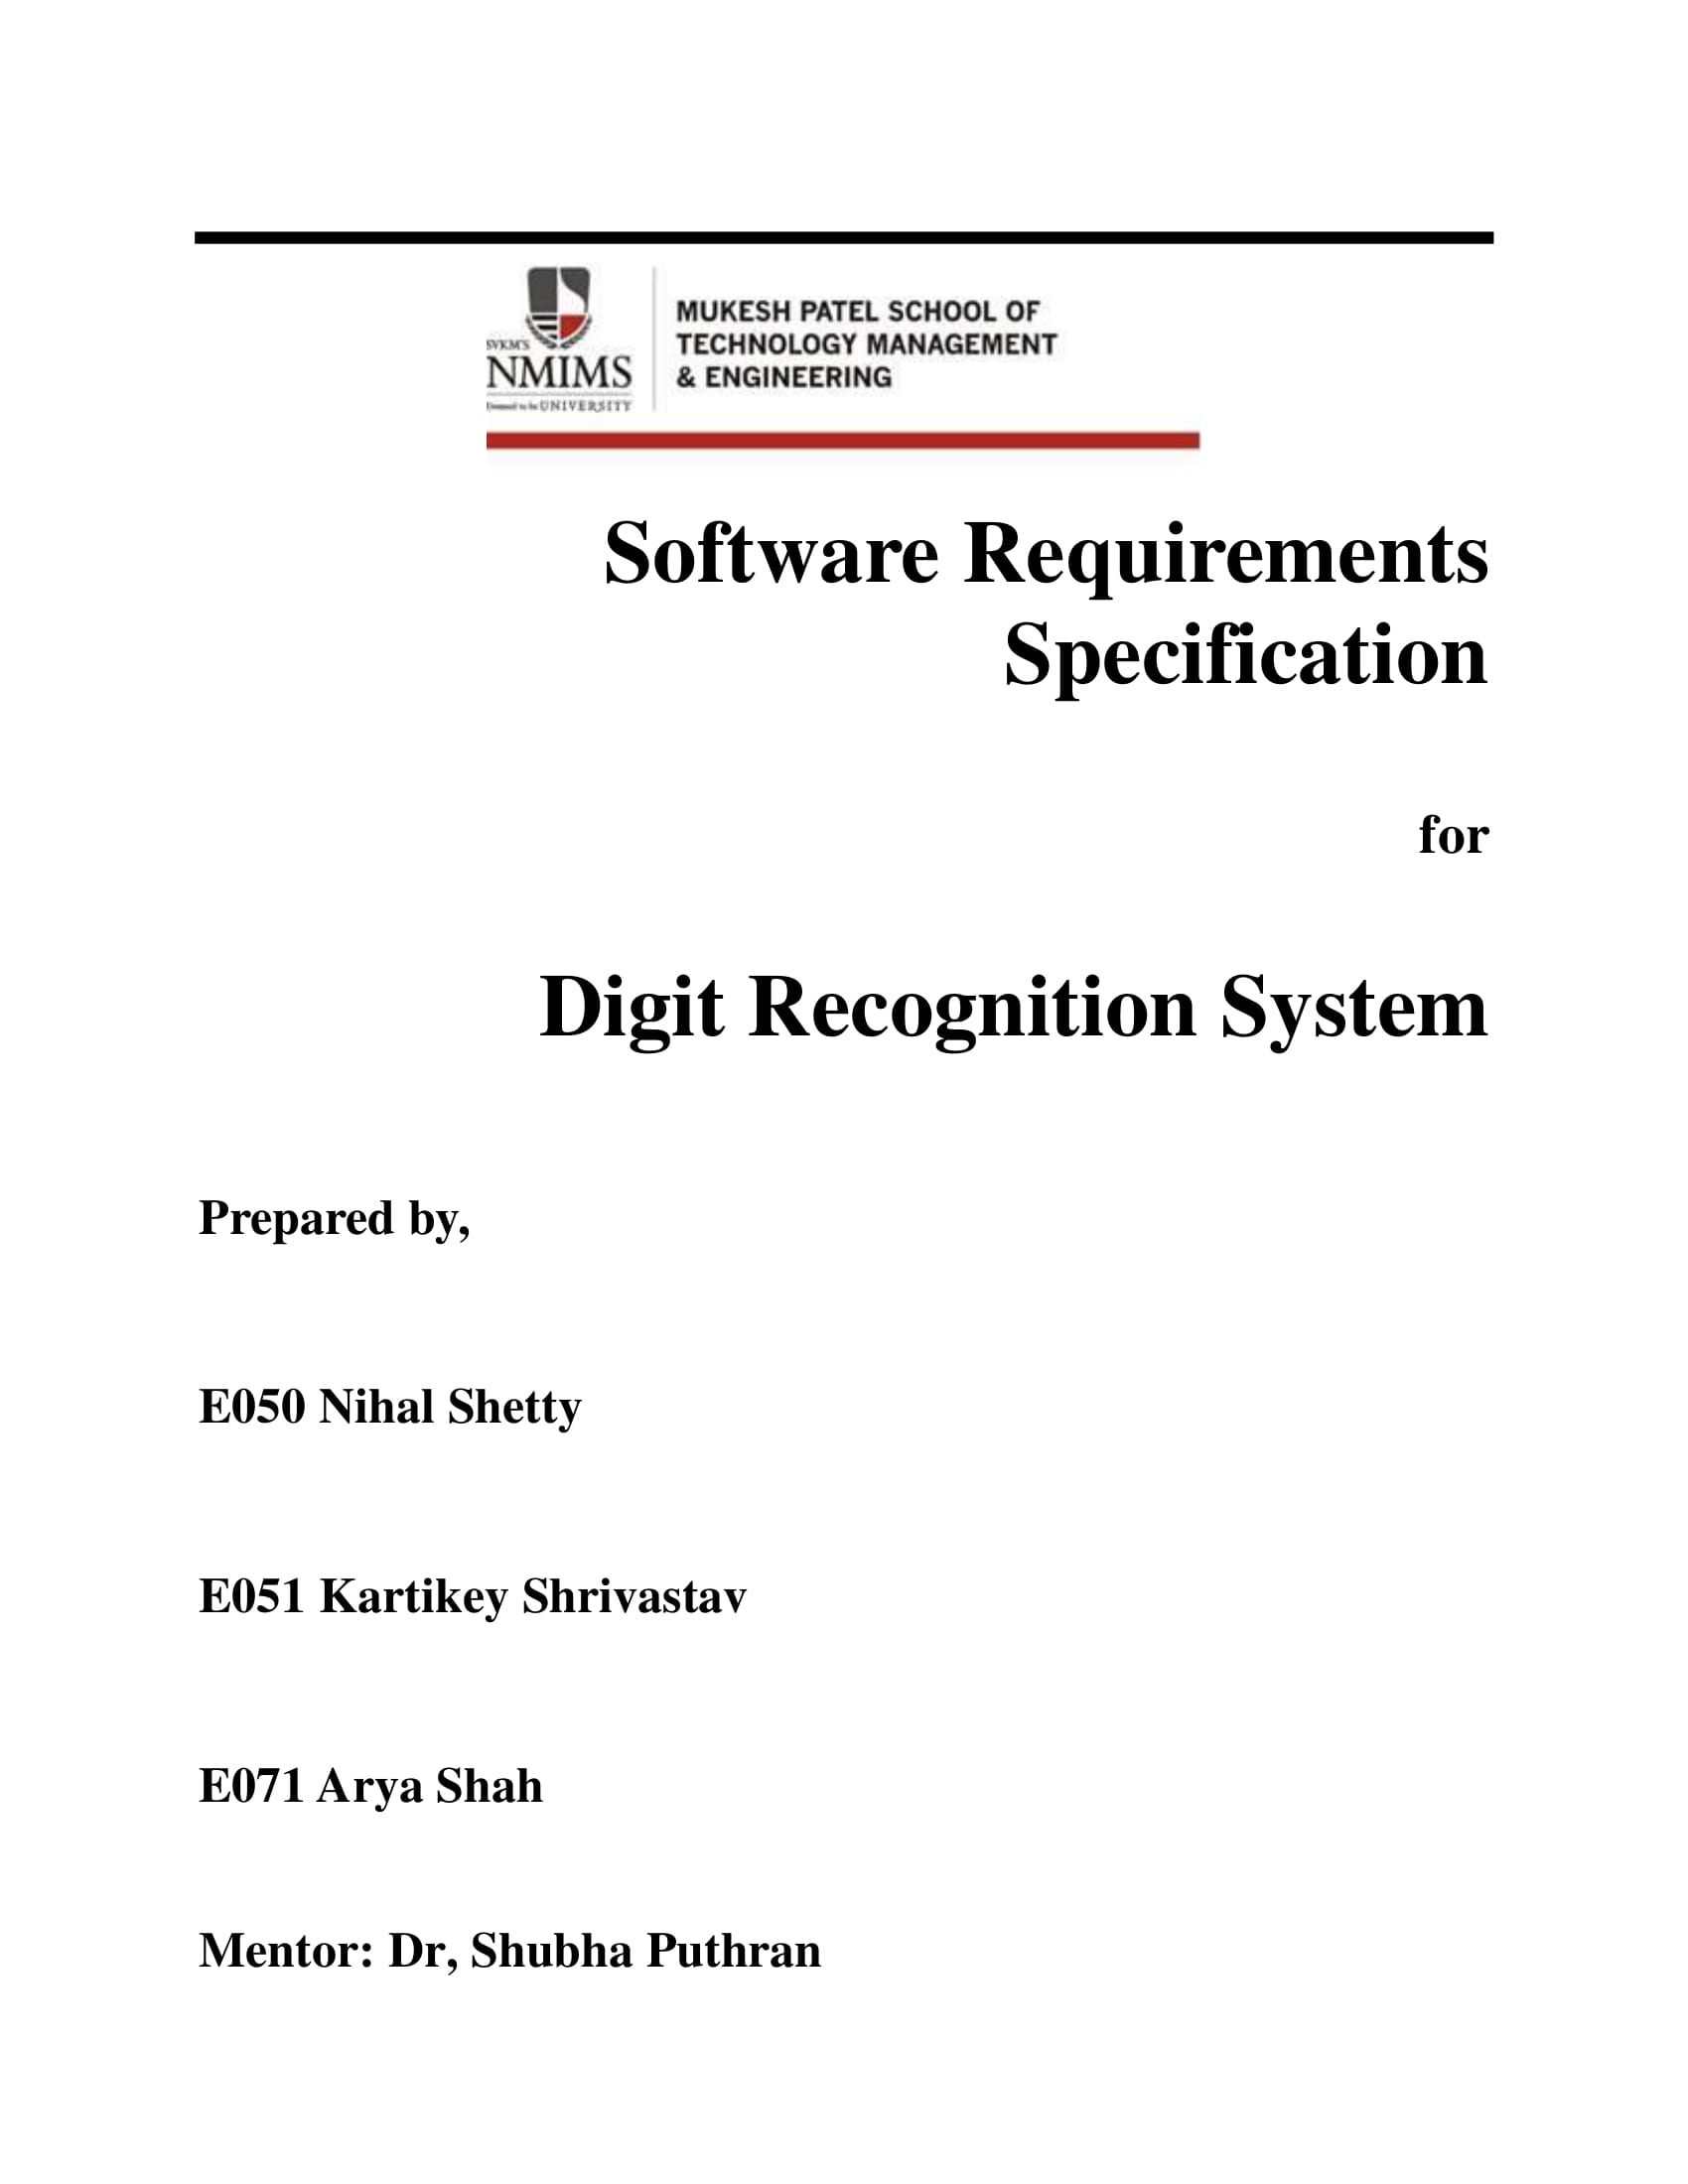 SVKM'S
NMIMS
Deemed to be UNIVERSITY
MUKESH PATEL SCHOOL OF
TECHNOLOGY MANAGEMENT
& ENGINEERING
Software Requirements
Specification
for
Digit Recognition System
Prepared by,
E050 Nihal Shetty
E051 Kartikey Shrivastav
E071 Arya Shah
Mentor: Dr, Shubha Puthran